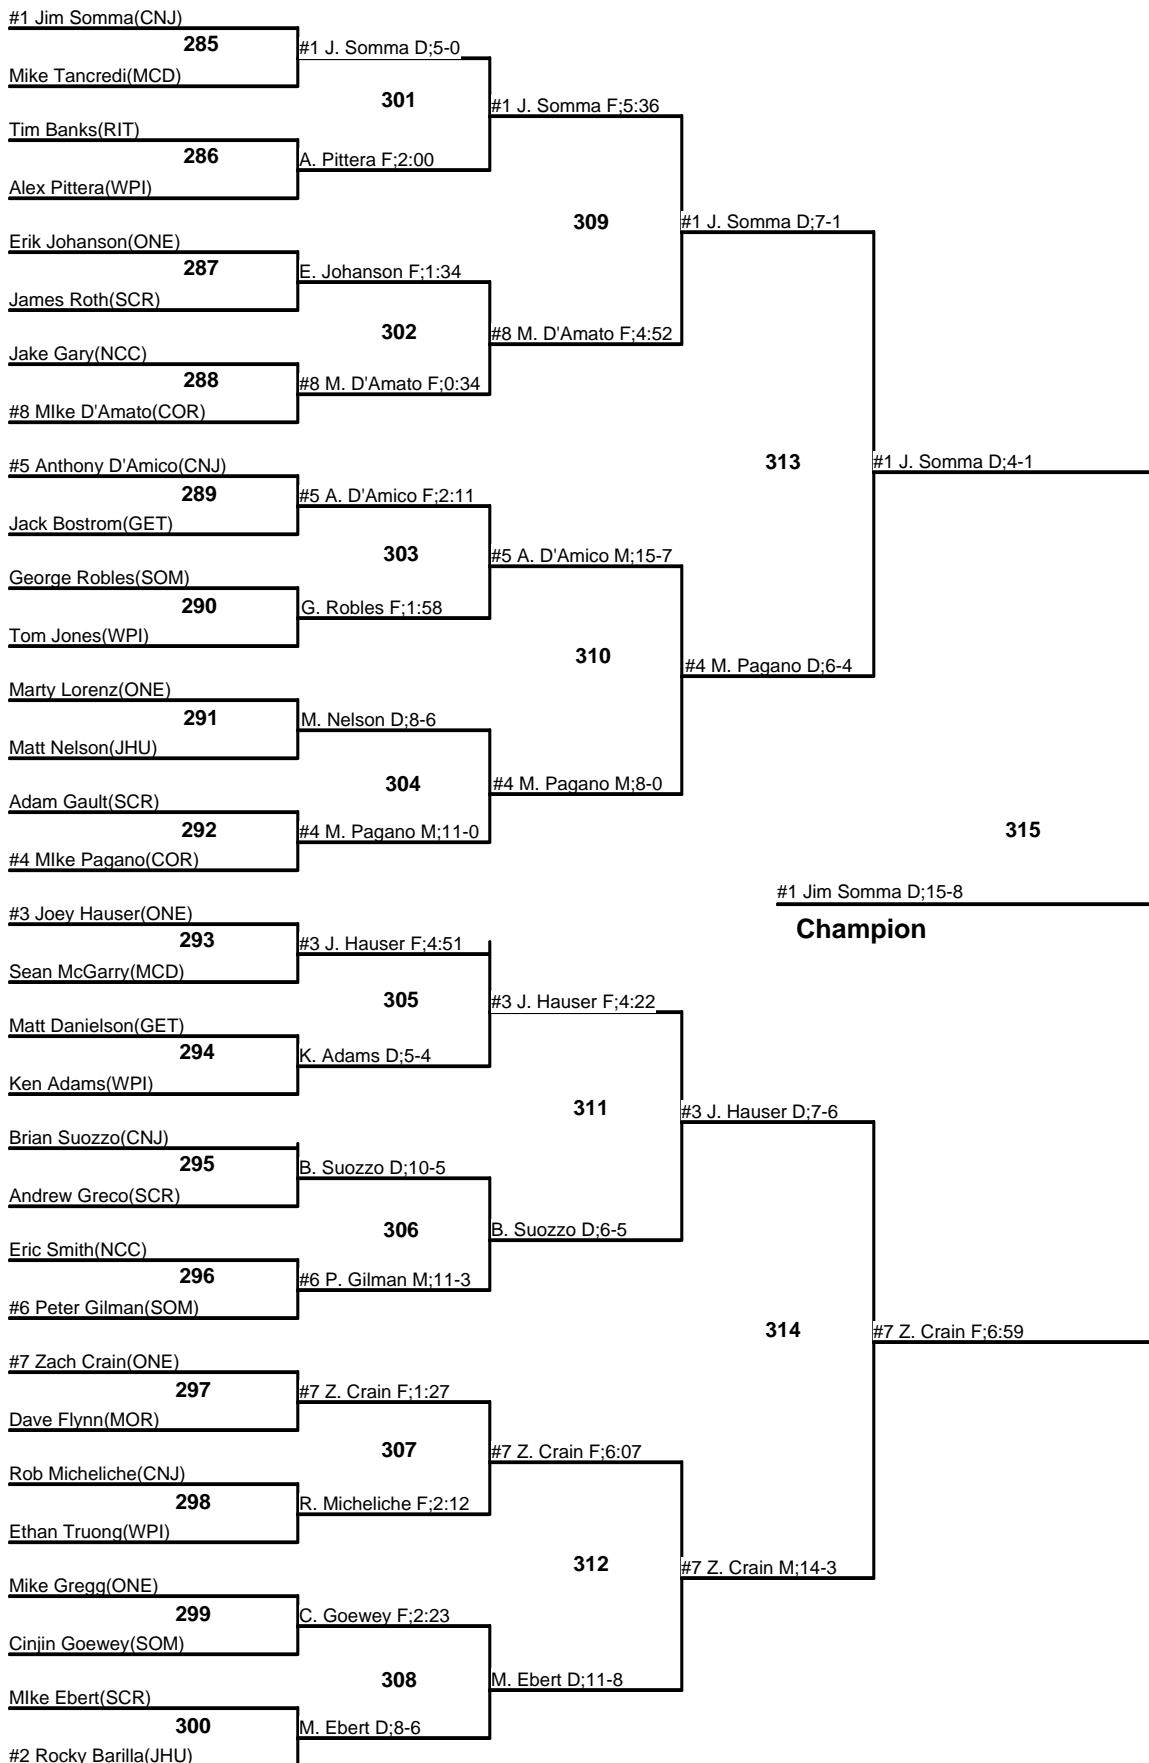 #1 Jim Somma(CNJ)
285
#1 J. Somma D;5-0
Mike Tancredi(MCD)
301
#1 J. Somma F;5:36
Tim Banks(RIT)
286
A. Pittera F;2:00
Alex Pittera(WPI)
309
#1 J. Somma D;7-1
Erik Johanson(ONE)
287
E. Johanson F;1:34
James Roth(SCR)
302
#8 M. D'Amato F;4:52
Jake Gary(NCC)
288
#8 M. D'Amato F;0:34
#8 MIke D'Amato(COR)
313
#1 J. Somma D;4-1
#5 Anthony D'Amico(CNJ)
289
#5 A. D'Amico F;2:11
Jack Bostrom(GET)
303
#5 A. D'Amico M;15-7
George Robles(SOM)
290
G. Robles F;1:58
Tom Jones(WPI)
310
#4 M. Pagano D;6-4
Marty Lorenz(ONE)
291
M. Nelson D;8-6
Matt Nelson(JHU)
304
#4 M. Pagano M;8-0
Adam Gault(SCR)
292
#4 M. Pagano M;11-0
#4 MIke Pagano(COR)
315
#1 Jim Somma D;15-8
Champion
#3 Joey Hauser(ONE)
293
#3 J. Hauser F;4:51
Sean McGarry(MCD)
305
#3 J. Hauser F;4:22
Matt Danielson(GET)
294
K. Adams D;5-4
Ken Adams(WPI)
311
#3 J. Hauser D;7-6
Brian Suozzo(CNJ)
295
B. Suozzo D;10-5
Andrew Greco(SCR)
306
B. Suozzo D;6-5
Eric Smith(NCC)
296
#6 P. Gilman M;11-3
#6 Peter Gilman(SOM)
314
#7 Z. Crain F;6:59
#7 Zach Crain(ONE)
297
#7 Z. Crain F;1:27
Dave Flynn(MOR)
307
#7 Z. Crain F;6:07
Rob Micheliche(CNJ)
298
R. Micheliche F;2:12
Ethan Truong(WPI)
312
#7 Z. Crain M;14-3
Mike Gregg(ONE)
299
C. Goewey F;2:23
Cinjin Goewey(SOM)
308
M. Ebert D;11-8
MIke Ebert(SCR)
300
M. Ebert D;8-6
#2 Rocky Barilla(JHU)